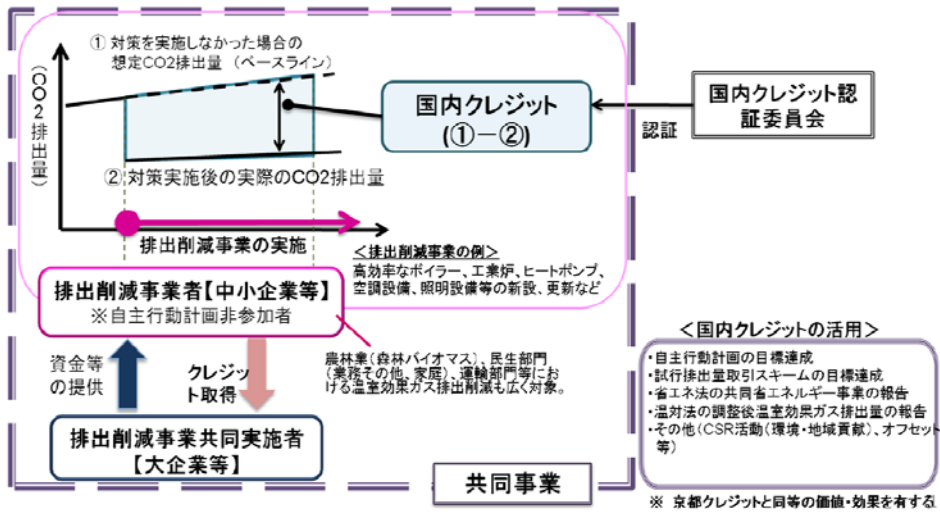 ① 対策を実施しなかった場合の
想定CO2排出量 (ベースライン)
(CO2排出量)
国内クレジット
(①-②)
国内クレジット認
証委員会
認証
② 対策実施後の実際のCO2排出量
排出削減事業の実施
<排出削減事業の例>
高効率なボイラー、工業炉、ヒートポンプ、
空調設備、照明設備等の新設、更新など
排出削減事業者【中小企業等】
※自主行動計画非参加者
資金等
の提供
クレジッ
ト取得
農林業(森林バイオマス)、民生部門
(業務その他、家庭)、運輸部門等にお
ける温室効果ガス排出削減も広く対象。
排出削減事業共同実施者
【大企業等】
共同事業
<国内クレジットの活用>
・自主行動計画の目標達成
・試行排出量取引スキームの目標達成
・省エネ法の共同省エネルギー事業の報告
・温対法の調整後温室効果ガス排出量の報告
・その他(CSR活動(環境・地域貢献)、オフセット
等)
※ 京都クレジットと同等の価値・効果を有する